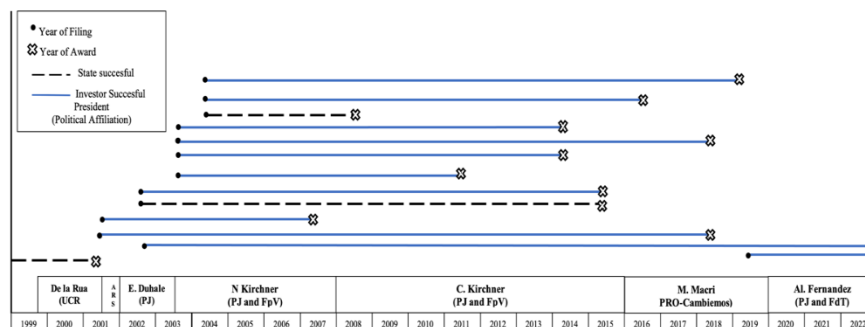 Year of Filing
Year of Award
State succesful
Investor Succesful
President
(Political Affiliation)
De la Rua
(UCR
A
R
S
E. Duhale
(PJ)
N Kirchner
(PJ and FpV)
C. Kirchner
(PJ and FpV)
M. Macri
PRO-Cambiemos)
Al. Fernandez
(PJ and FdT)
1999 2000 2001 2002 2003 2004 2005 2006 2007 2008 2009 2010 2011 2012 2013 2014 2015 2016 2017 2018 2019 2020 2021